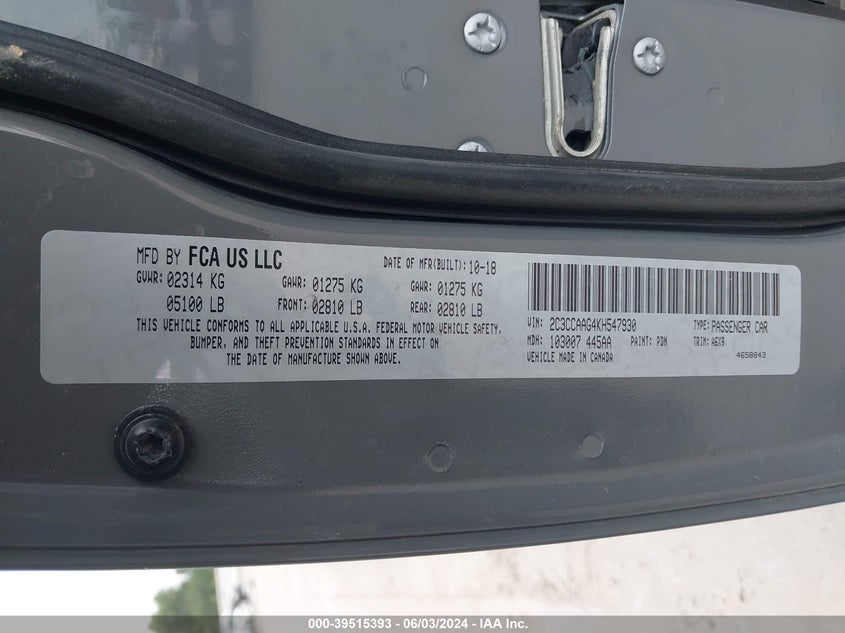 MFD BY FCA US LLC DATE OF MFR(BUILT): 10-18
GVWR: 02314 KG GAWR: 01275 KG GAWR: 01275 KG
05100 LB FRONT: 02810 LB REAR: 02810 LB
THIS VEHICLE CONFORMS TO ALL APPLICABLE U.S.A. FEDERAL MOTOR VEHICLE SAFETY,
BUMPER, AND THEFT PREVENTION STANDARDS IN EFFECT ON
THE DATE OF MANUFACTURE SHOWN ABOVE.
VIN: 2C3CCAAG4KH547930 TYPE: PASSENGER CAR
MDH: 103007 445AA PAINT: PDN TRIM: A6X9
VEHICLE MADE IN CANADA 4658843
000-39515393 - 06/03/2024 - IAA Inc.